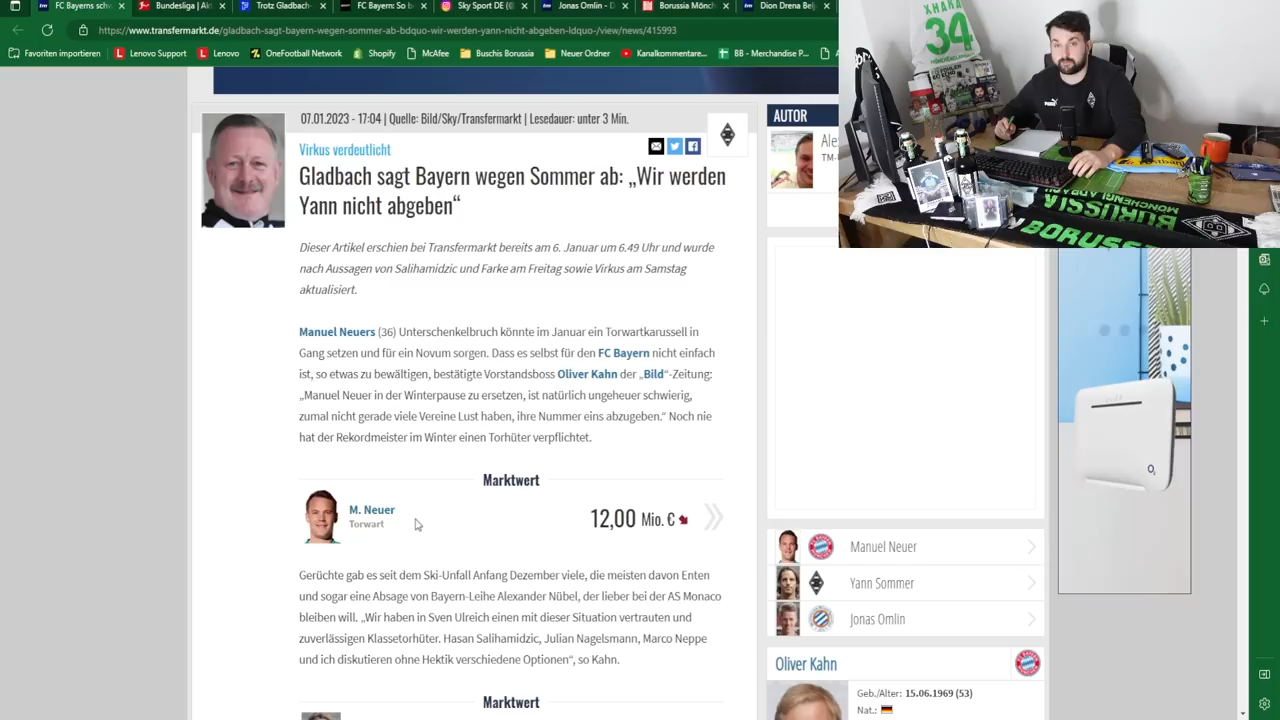 FC Bayern schw
Bundesliga | Ak
Trotz Gladbach-
FC Bayern: So b
Sky Sport DE (@
Jonas Omlin - D
Borussia Mönch
Dion Drena Belj
https://www.transfermarkt.de/gladbach-sagt-bayern-wegen-sommer-ab-bdquo-wir-werden-yann-nicht-abgeben-ldquo-/view/news/415993
Favoriten importieren
Lenovo Support
Lenovo
OneFootball Network
Shopify
McAfee
Buschis Borussia
Kanalkommentare...
BB - Merchandise P...
XHAKA
34
07.01.2023 - 17:04 | Quelle: Bild/Sky/Transfermarkt | Lesedauer: unter 3 Min.
Virkus verdeutlicht
Gladbach sagt Bayern wegen Sommer ab: „Wir werden
Yann nicht abgeben“
Dieser Artikel erschien bei Transfermarkt bereits am 6. Januar um 6.49 Uhr und wurde
nach Aussagen von Salihamidzic und Farke am Freitag sowie Virkus am Samstag
aktualisiert.
Manuel Neuers (36) Unterschenkelbruch könnte im Januar ein Torwartkarussell in
Gang setzen und für ein Novum sorgen. Dass es selbst für den FC Bayern nicht einfach
ist, so etwas zu bewältigen, bestätigte Vorstandsboss Oliver Kahn der „Bild“-Zeitung:
„Manuel Neuer in der Winterpause zu ersetzen, ist natürlich ungeheuer schwierig,
zumal nicht gerade viele Vereine Lust haben, ihre Nummer eins abzugeben.“ Noch nie
hat der Rekordmeister im Winter einen Torhüter verpflichtet.
Marktwert
M. Neuer
Torwart
12,00 Mio. €
Gerüchte gab es seit dem Ski-Unfall Anfang Dezember viele, die meisten davon Enten
und sogar eine Absage von Bayern-Leihe Alexander Nübel, der lieber bei der AS Monaco
bleiben will. „Wir haben in Sven Ulreich einen mit dieser Situation vertrauten und
zuverlässigen Klassetorhüter. Hasan Salihamidzic, Julian Nagelsmann, Marco Neppe
und ich diskutieren ohne Hektik verschiedene Optionen“, so Kahn.
Marktwert
AUTOR
Ale
TM-
PUMA
BORUSSIA
MÖNCHENGLADBACH
BORUSS
O2
Manuel Neuer
Yann Sommer
Jonas Omlin
Oliver Kahn
Geb./Alter: 15.06.1969 (53)
Nat.: